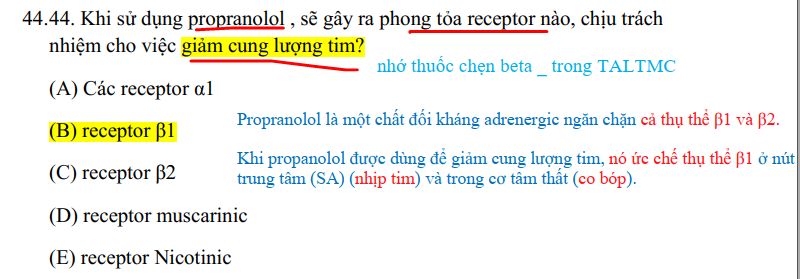 44.44. Khi sử dụng propranolol , sẽ gây ra phong tỏa receptor nào, chịu trách
nhiệm cho việc giảm cung lượng tim?
nhớ thuốc chẹn beta _ trong TALTMC
(A) Các receptor α1
(B) receptor β1
Propranolol là một chất đối kháng adrenergic ngăn chặn cả thụ thể β1 và β2.
(C) receptor β2
Khi propanolol được dùng để giảm cung lượng tim, nó ức chế thụ thể β1 ở nút
trung tâm (SA) (nhịp tim) và trong cơ tâm thất (co bóp).
(D) receptor muscarinic
(E) receptor Nicotinic